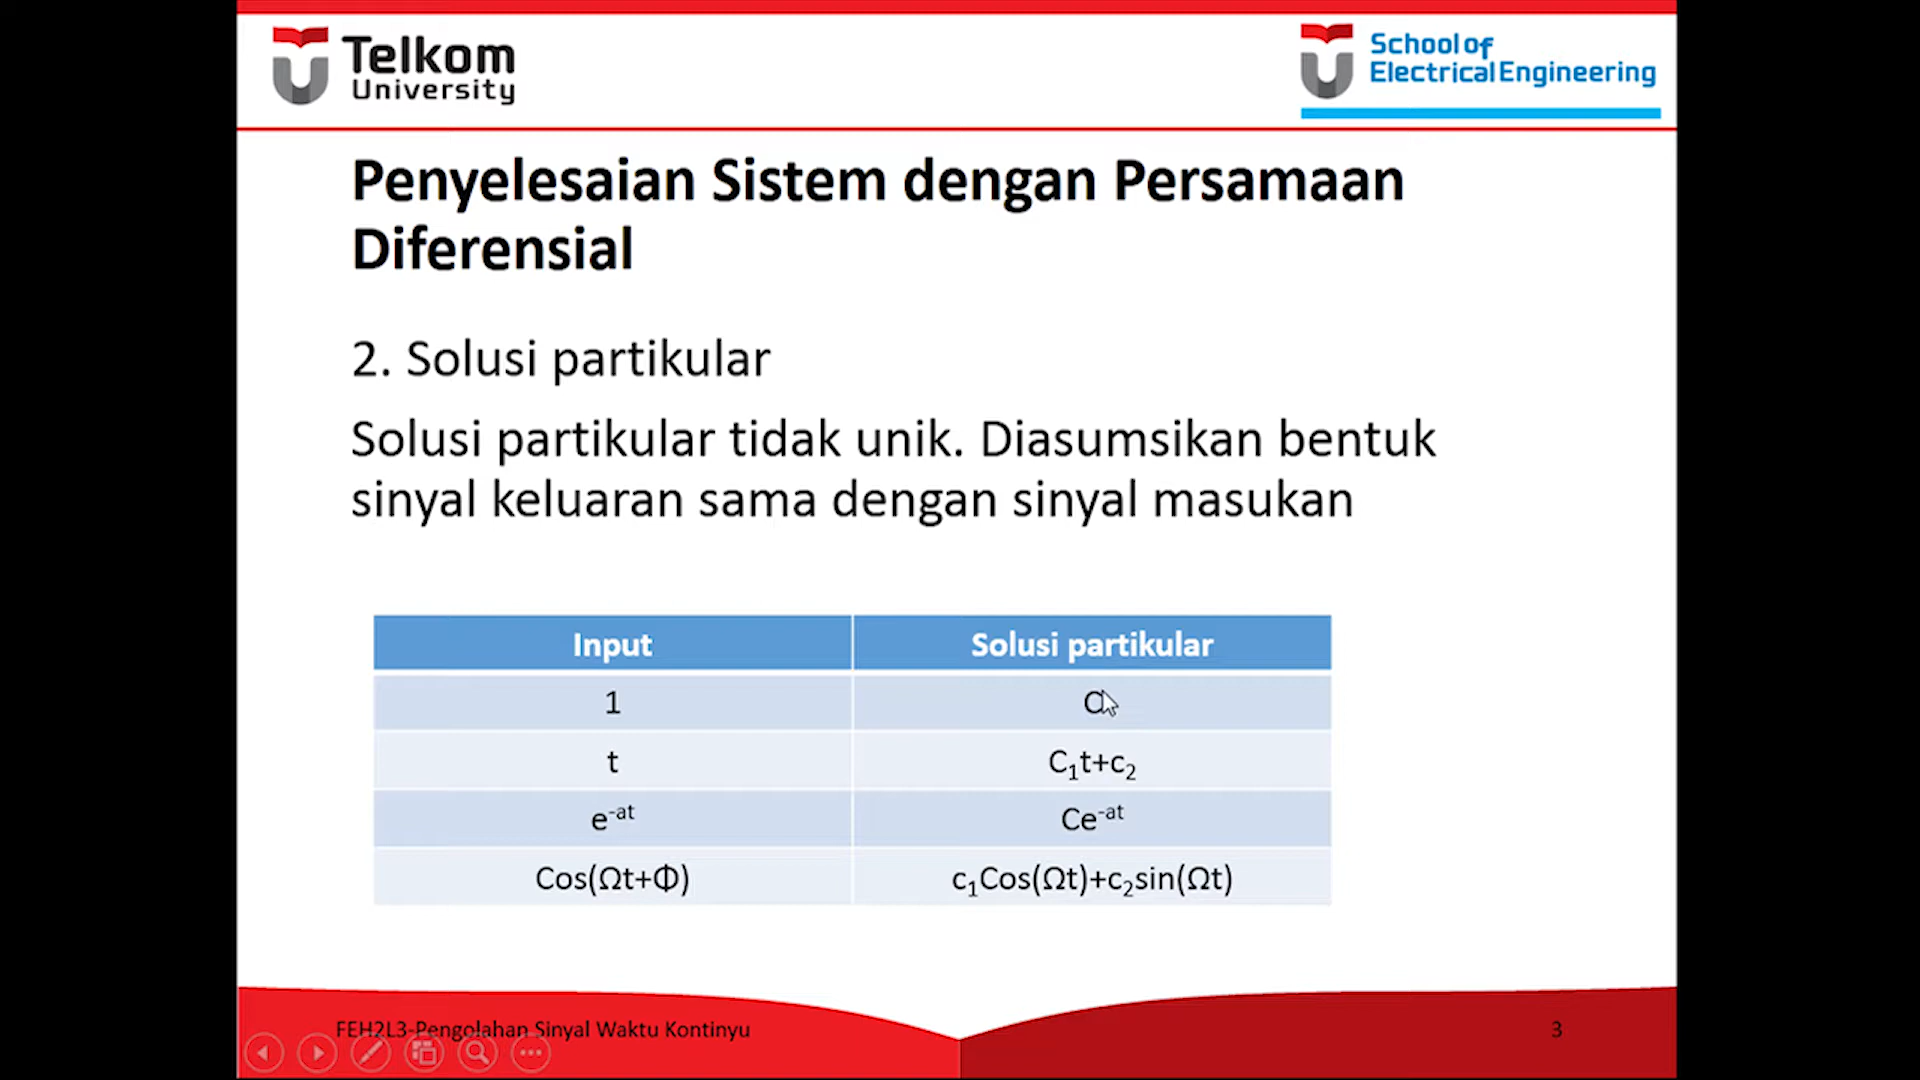 Telkom
University
School of
Electrical Engineering
Penyelesaian Sistem dengan Persamaan
Diferensial
2. Solusi partikular
Solusi partikular tidak unik. Diasumsikan bentuk
sinyal keluaran sama dengan sinyal masukan
Input Solusi partikular
1 C
t C₁t+c₂
e⁻ᵃᵗ Ce⁻ᵃᵗ
Cos(Ωt+Φ) c₁Cos(Ωt)+c₂sin(Ωt)
FEH2L3-Pengolahan Sinyal Waktu Kontinyu 3